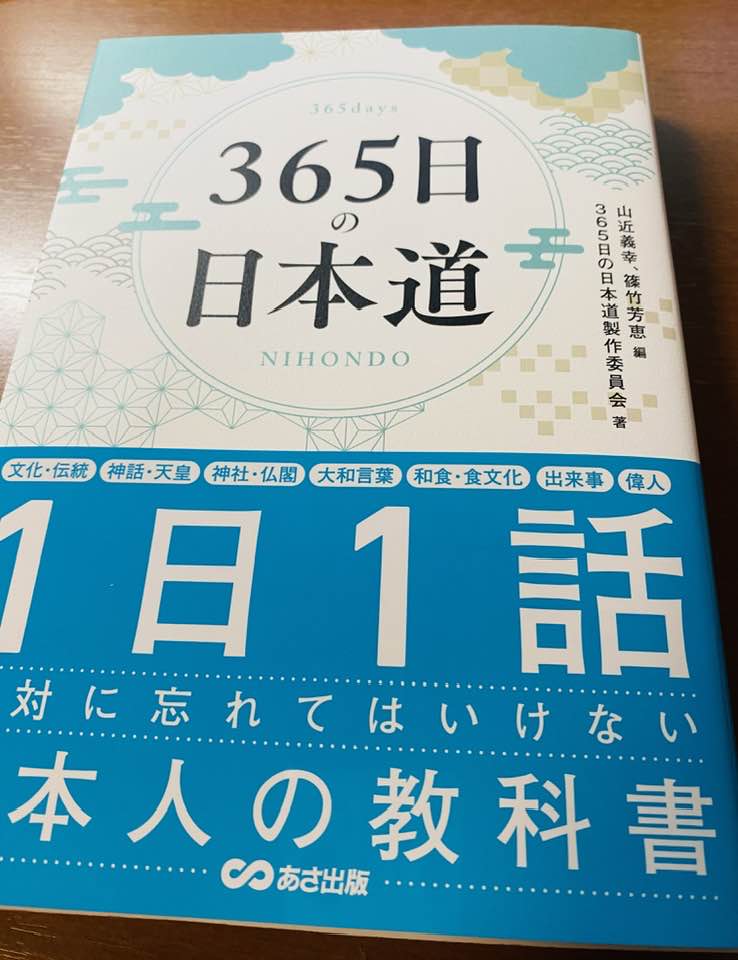 365days
365日
の
日本道
NIHONDO
山近義幸、篠竹芳恵 編
365日の日本道製作委員会 著
文化・伝統 神話・天皇 神社・仏閣 大和言葉 和食・食文化 出来事 偉人
1日1話
対に忘れてはいけない
本人の教科書
あさ出版